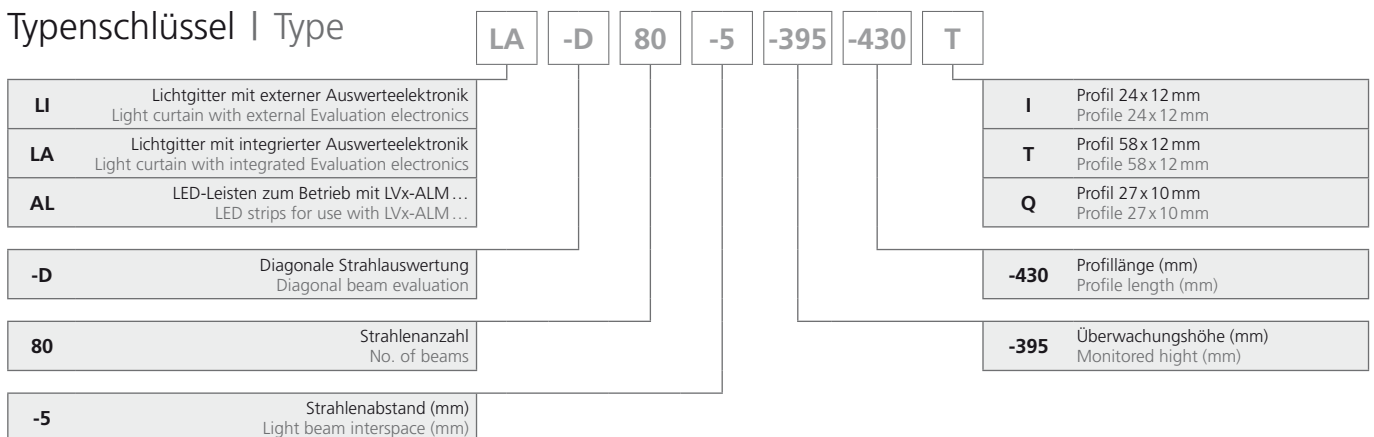 Typenschlüssel | Type
LA -D 80 -5 -395 -430 T
LI
Lichtgitter mit externer Auswerteelektronik
Light curtain with external Evaluation electronics
LA
Lichtgitter mit integrierter Auswerteelektronik
Light curtain with integrated Evaluation electronics
AL
LED-Leisten zum Betrieb mit LVx-ALM…
LED strips for use with LVx-ALM…
-D
Diagonale Strahlauswertung
Diagonal beam evaluation
80
Strahlenanzahl
No. of beams
-5
Strahlenabstand (mm)
Light beam interspace (mm)
I
Profil 24 x 12 mm
Profile 24 x 12 mm
T
Profil 58 x 12 mm
Profile 58 x 12 mm
Q
Profil 27 x 10 mm
Profile 27 x 10 mm
-430
Profillänge (mm)
Profile length (mm)
-395
Überwachungshöhe (mm)
Monitored hight (mm)